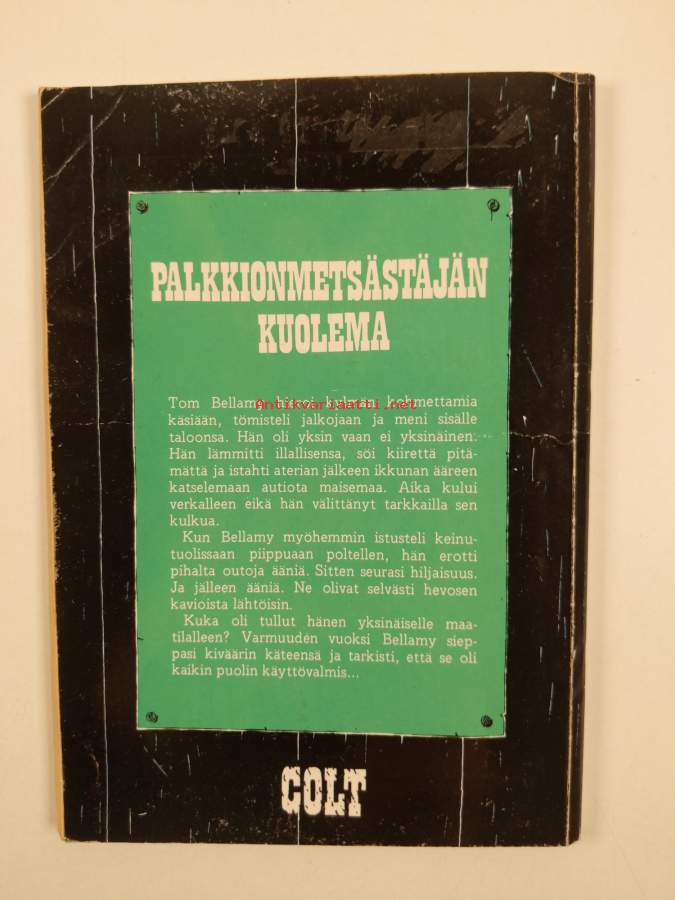 PALKKIONMETSÄSTÄJÄN
KUOLEMA
Tom Bellamy hieroi kylmän kohmettamia
Antikvariaatti.net
käsiään, tömisteli jalkojaan ja meni sisälle
taloonsa. Hän oli yksin vaan ei yksinäinen.
Hän lämmitti illallisensa, söi kiirettä pitä-
mättä ja istahti aterian jälkeen ikkunan ääreen
katselemaan autiota maisemaa. Aika kului
verkalleen eikä hän välittänyt tarkkailla sen
kulkua.
Kun Bellamy myöhemmin istusteli keinu-
tuolissaan piippuaan poltellen, hän erotti
pihalta outoja ääniä. Sitten seurasi hiljaisuus.
Ja jälleen ääniä. Ne olivat selvästi hevosen
kavioista lähtöisin.
Kuka oli tullut hänen yksinäiselle maa-
tilalleen? Varmuuden vuoksi Bellamy siep-
pasi kiväärin käteensä ja tarkisti, että se oli
kaikin puolin käyttövalmis...
COLT